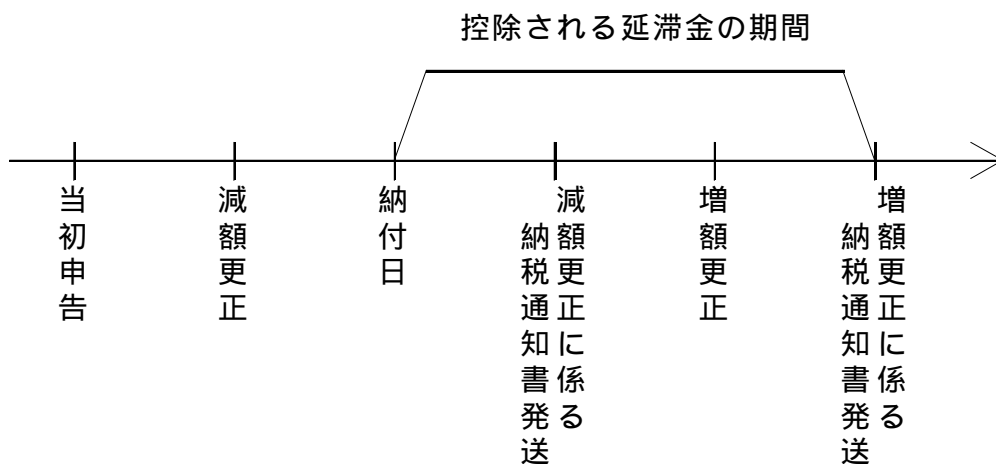 控除される延滞金の期間
当初申告
減額更正
納付日
減額更正に係る
納税通知書発送
増額更正
増額更正に係る
納税通知書発送